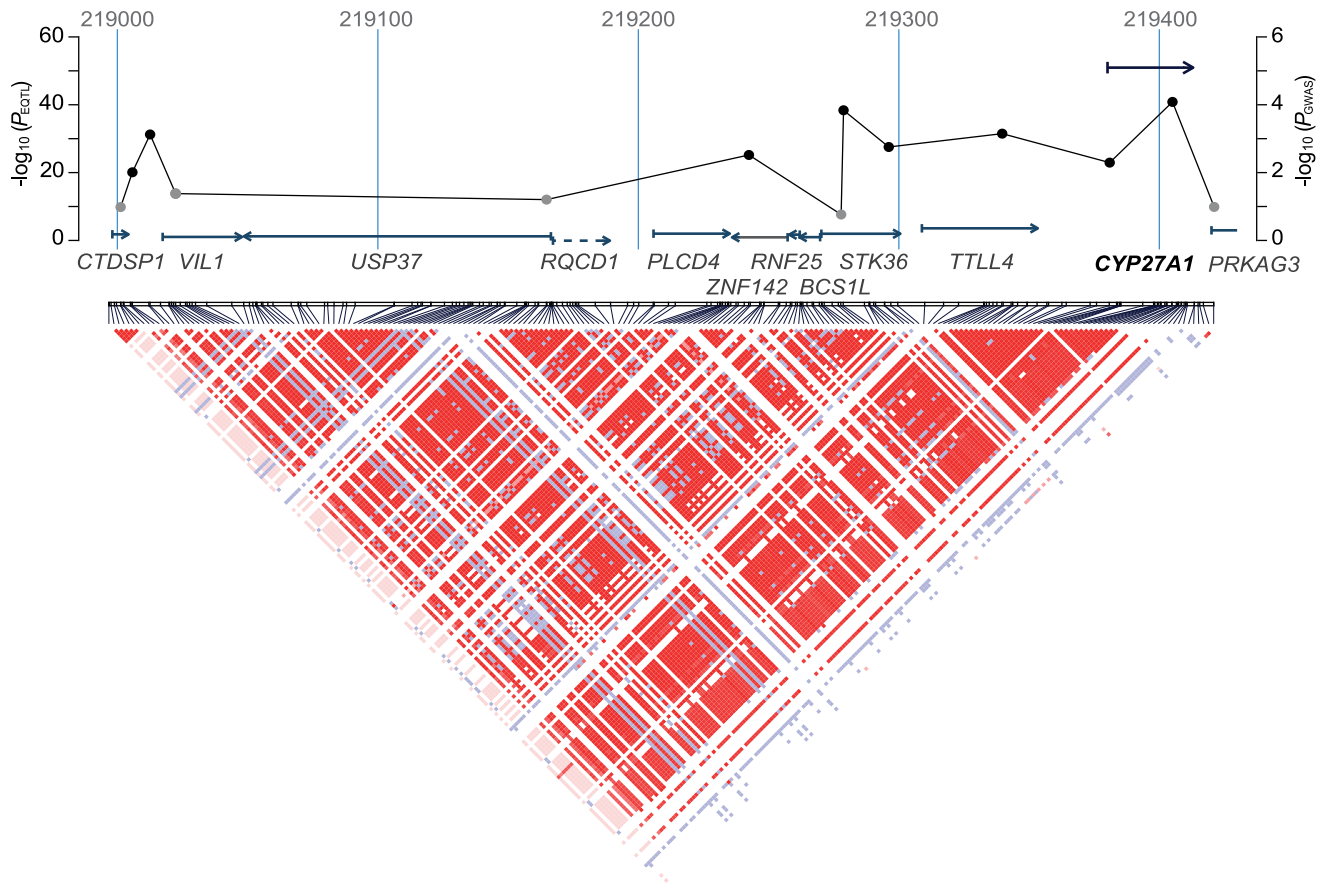 219000 219100 219200 219300 219400
60 6
40 4
20 2
0 0
-log10 (PEQTL)
-log10 (PGWAS)
CTDSP1 VIL1 USP37 RQCD1 PLCD4 RNF25 STK36 TTLL4 CYP27A1 PRKAG3
ZNF142 BCS1L